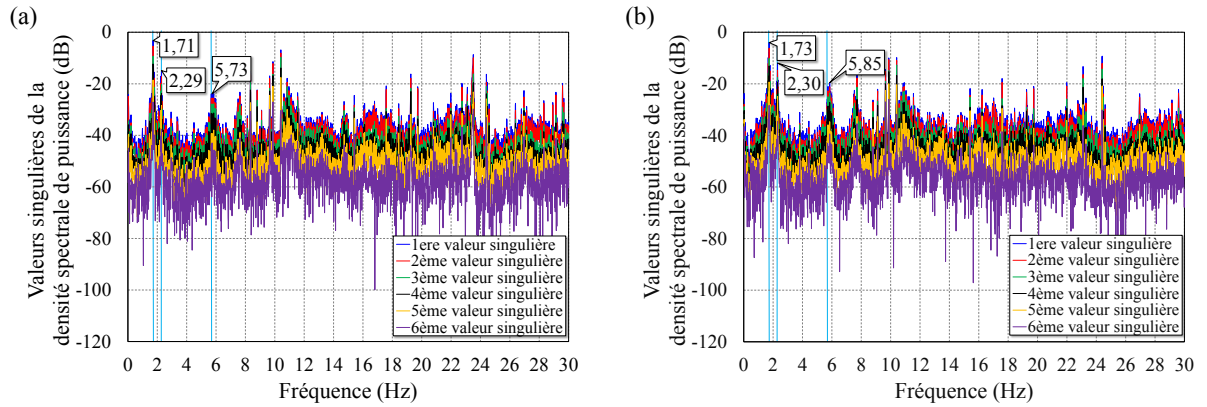 (a)
Valeurs singulières de la
densité spectrale de puissance (dB)
0
-20
-40
-60
-80
-100
-120
1,71
2,29
5,73
1ere valeur singulière
2ème valeur singulière
3ème valeur singulière
4ème valeur singulière
5ème valeur singulière
6ème valeur singulière
0 2 4 6 8 10 12 14 16 18 20 22 24 26 28 30
Fréquence (Hz)
(b)
Valeurs singulières de la
densité spectrale de puissance (dB)
0
-20
-40
-60
-80
-100
-120
1,73
2,30
5,85
1ere valeur singulière
2ème valeur singulière
3ème valeur singulière
4ème valeur singulière
5ème valeur singulière
6ème valeur singulière
0 2 4 6 8 10 12 14 16 18 20 22 24 26 28 30
Fréquence (Hz)